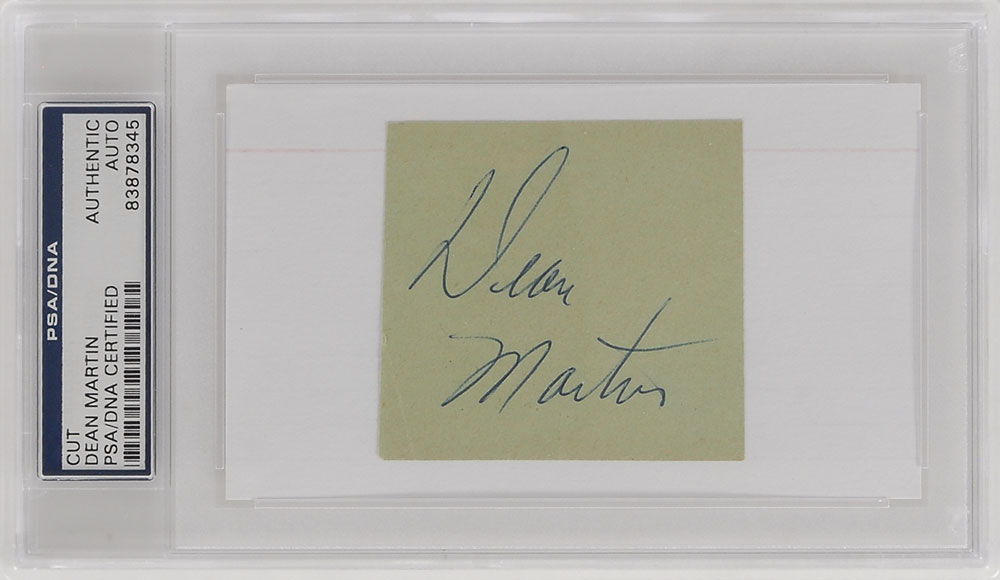 PSA/DNA
CUT
DEAN MARTIN
PSA/DNA CERTIFIED
AUTHENTIC
AUTO
83878345
Dean
Martin